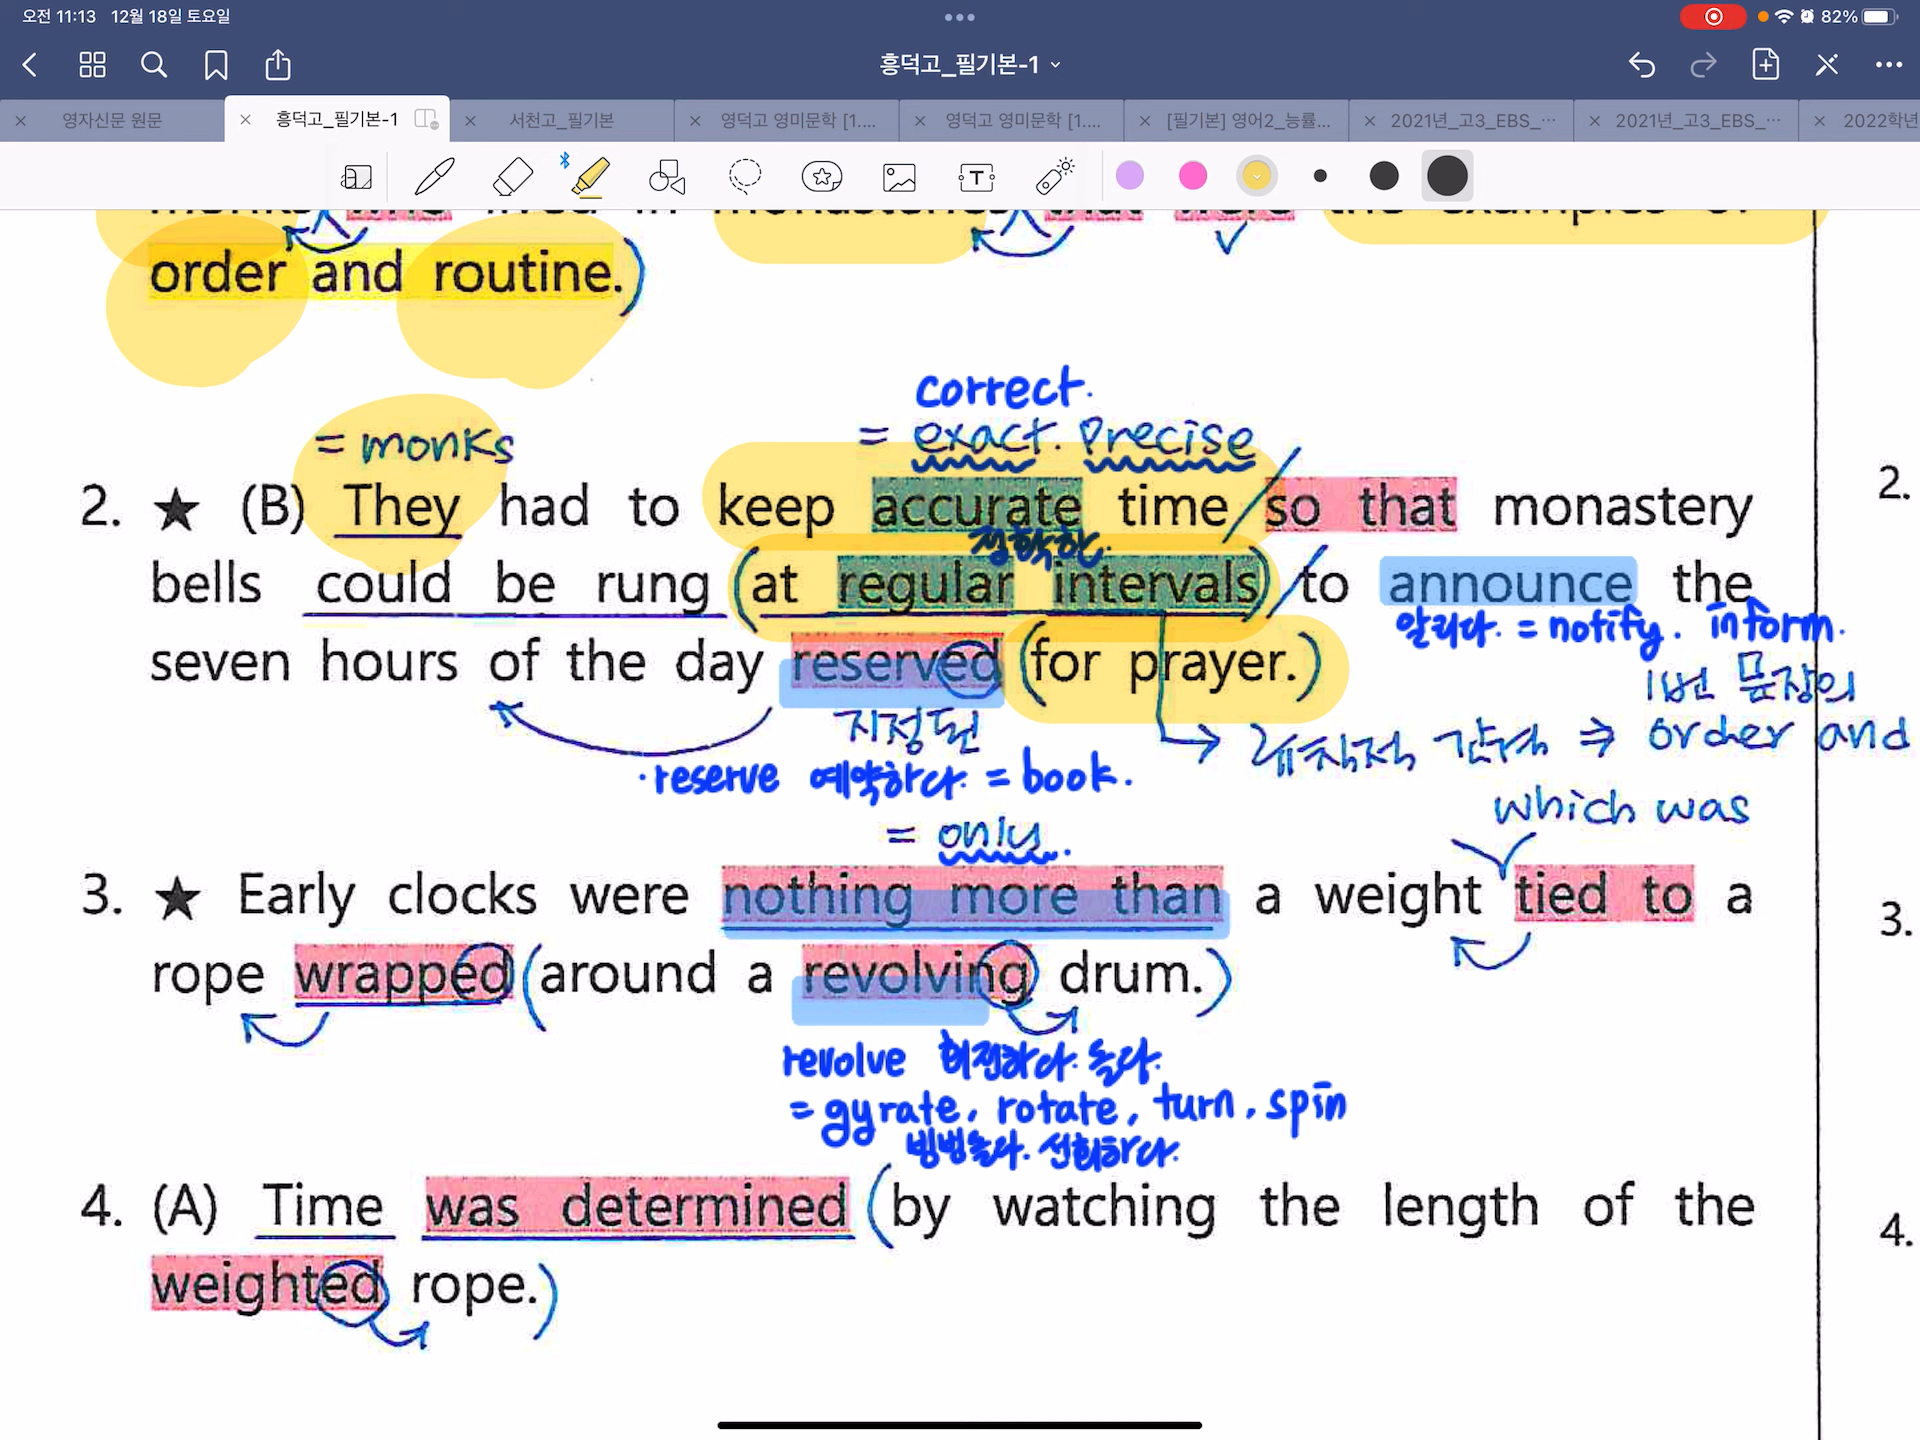 오전 11:13 12월 18일 토요일
82%
흥덕고_필기본-1
영자신문 원문
흥덕고_필기본-1
서천고_필기본
영덕고 영미문학 [1....
영덕고 영미문학 [1....
[필기본] 영어2_능률...
2021년_고3_EBS_...
2021년_고3_EBS_...
2022학년
order and routine.)
correct.
= monks
= exact. precise
2. ★ (B) They had to keep accurate time / so that monastery
정확한.
bells could be rung (at regular intervals) / to announce the
알리다. = notify. inform.
seven hours of the day reserved (for prayer.)
1번 문장의
지정된
규칙적 간격 ⇒ order and
·reserve 예약하다. = book.
which was
= only.
3. ★ Early clocks were nothing more than a weight tied to a
rope wrapped (around a revolving drum.)
revolve 회전하다. 돌다.
= gyrate, rotate, turn, spin
빙빙돌다. 선회하다.
4. (A) Time was determined (by watching the length of the
weighted rope.)
2.
3.
4.